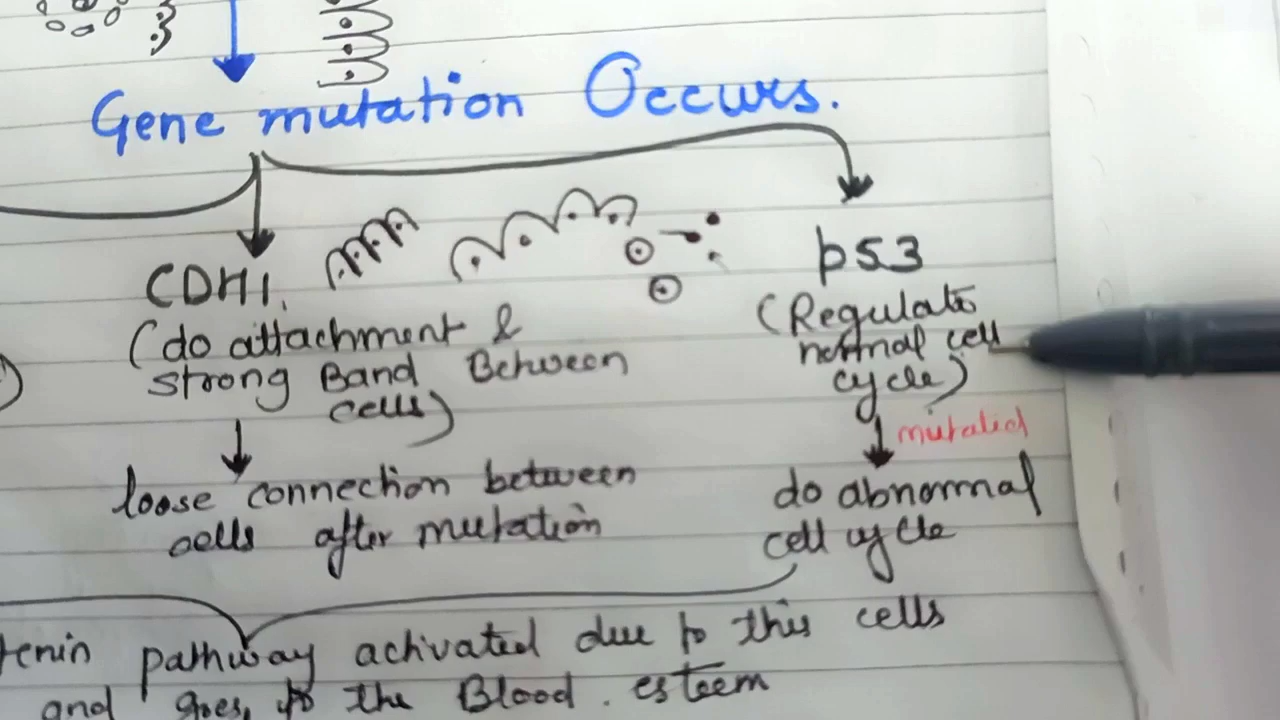 Gene mutation Occurs.
CDH1.
(do attachment &
strong Band Between
cells)
loose connection between
cells after mutation
p53
(Regulate
normal cell
cycle)
mutated
do abnormal
cell cycle
tenin pathway activated due to this cells
and goes to the Blood. esteem